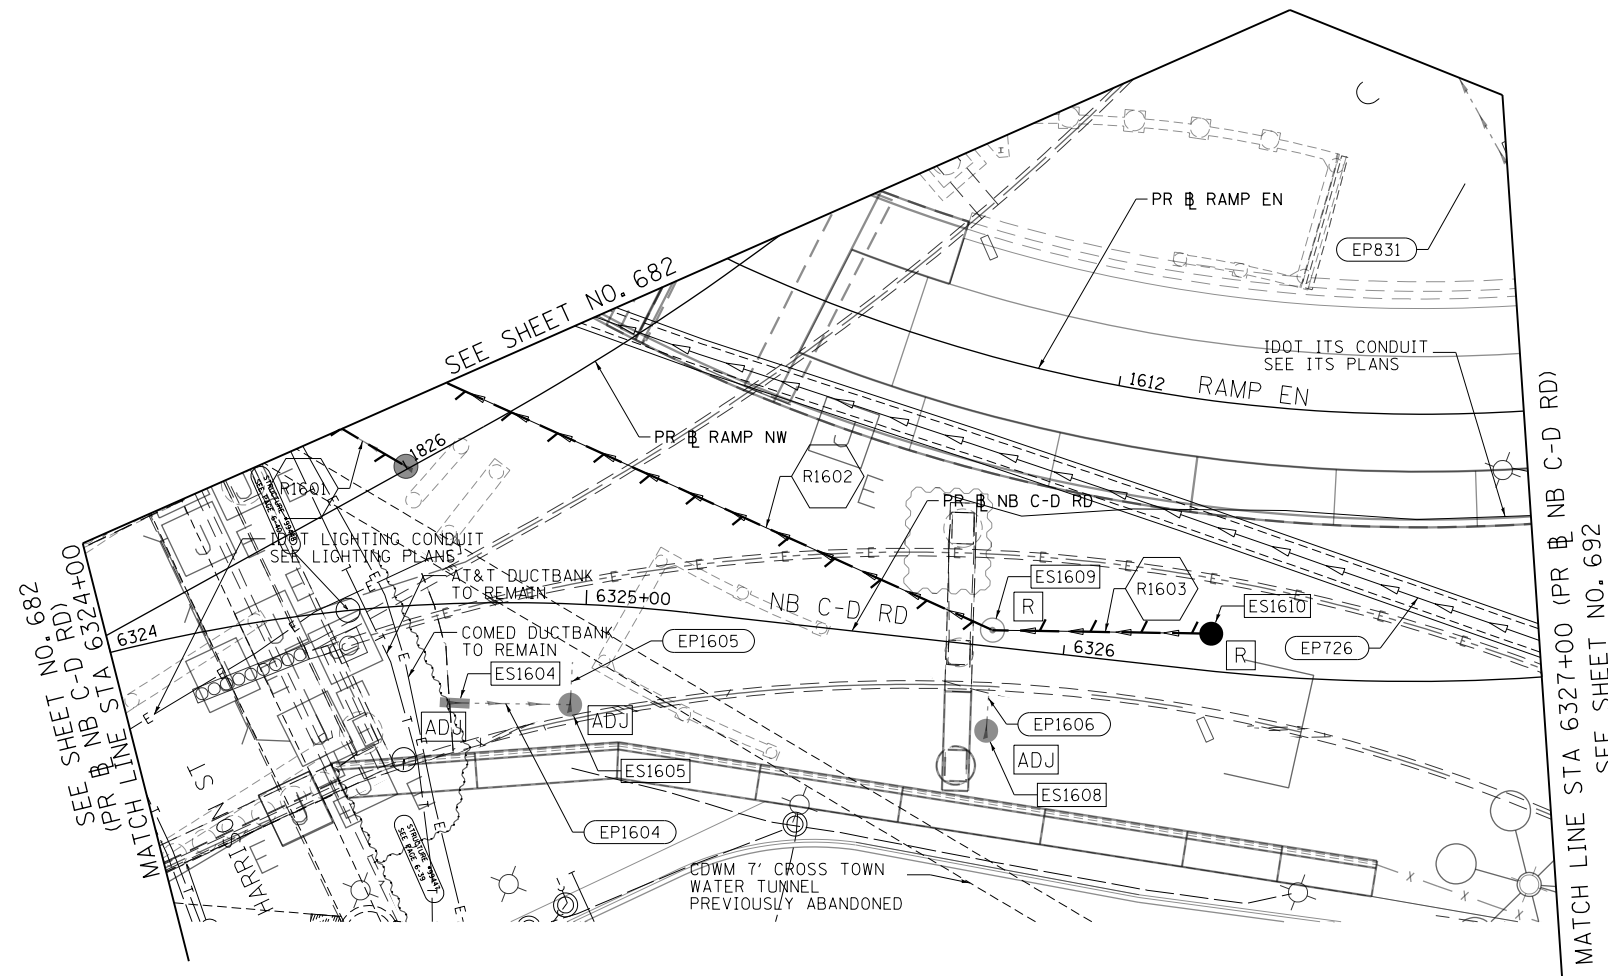 SEE SHEET NO. 682
PR B RAMP EN
EP831
IDOT ITS CONDUIT
SEE ITS PLANS
1612
RAMP EN
1826
PR B RAMP NW
R1601
R1602
E
PR B NB C-D RD
IDOT LIGHTING CONDUIT
SEE LIGHTING PLANS
AT&T DUCTBANK
TO REMAIN
6325+00
NB C-D RD
ES1609
R
R1603
ES1610
R
EP726
6326
6324
COMED DUCTBANK
TO REMAIN
EP1605
ES1604
ADJ
ADJ
ES1605
EP1604
EP1606
ADJ
ES1608
CDWM 7' CROSS TOWN
WATER TUNNEL
PREVIOUSLY ABANDONED
HARRISON ST
E
SEE SHEET NO. 682
(PR B NB C-D RD)
MATCH LINE STA 6324+00
MATCH LINE STA 6327+00 (PR B NB C-D RD)
SEE SHEET NO. 692